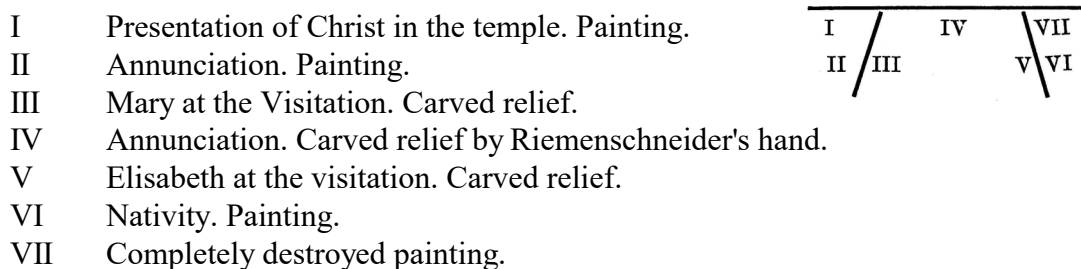 I Presentation of Christ in the temple. Painting.
II Annunciation. Painting.
III Mary at the Visitation. Carved relief.
IV Annunciation. Carved relief by Riemenschneider's hand.
V Elisabeth at the visitation. Carved relief.
VI Nativity. Painting.
VII Completely destroyed painting.
I IV VII
II III V VI